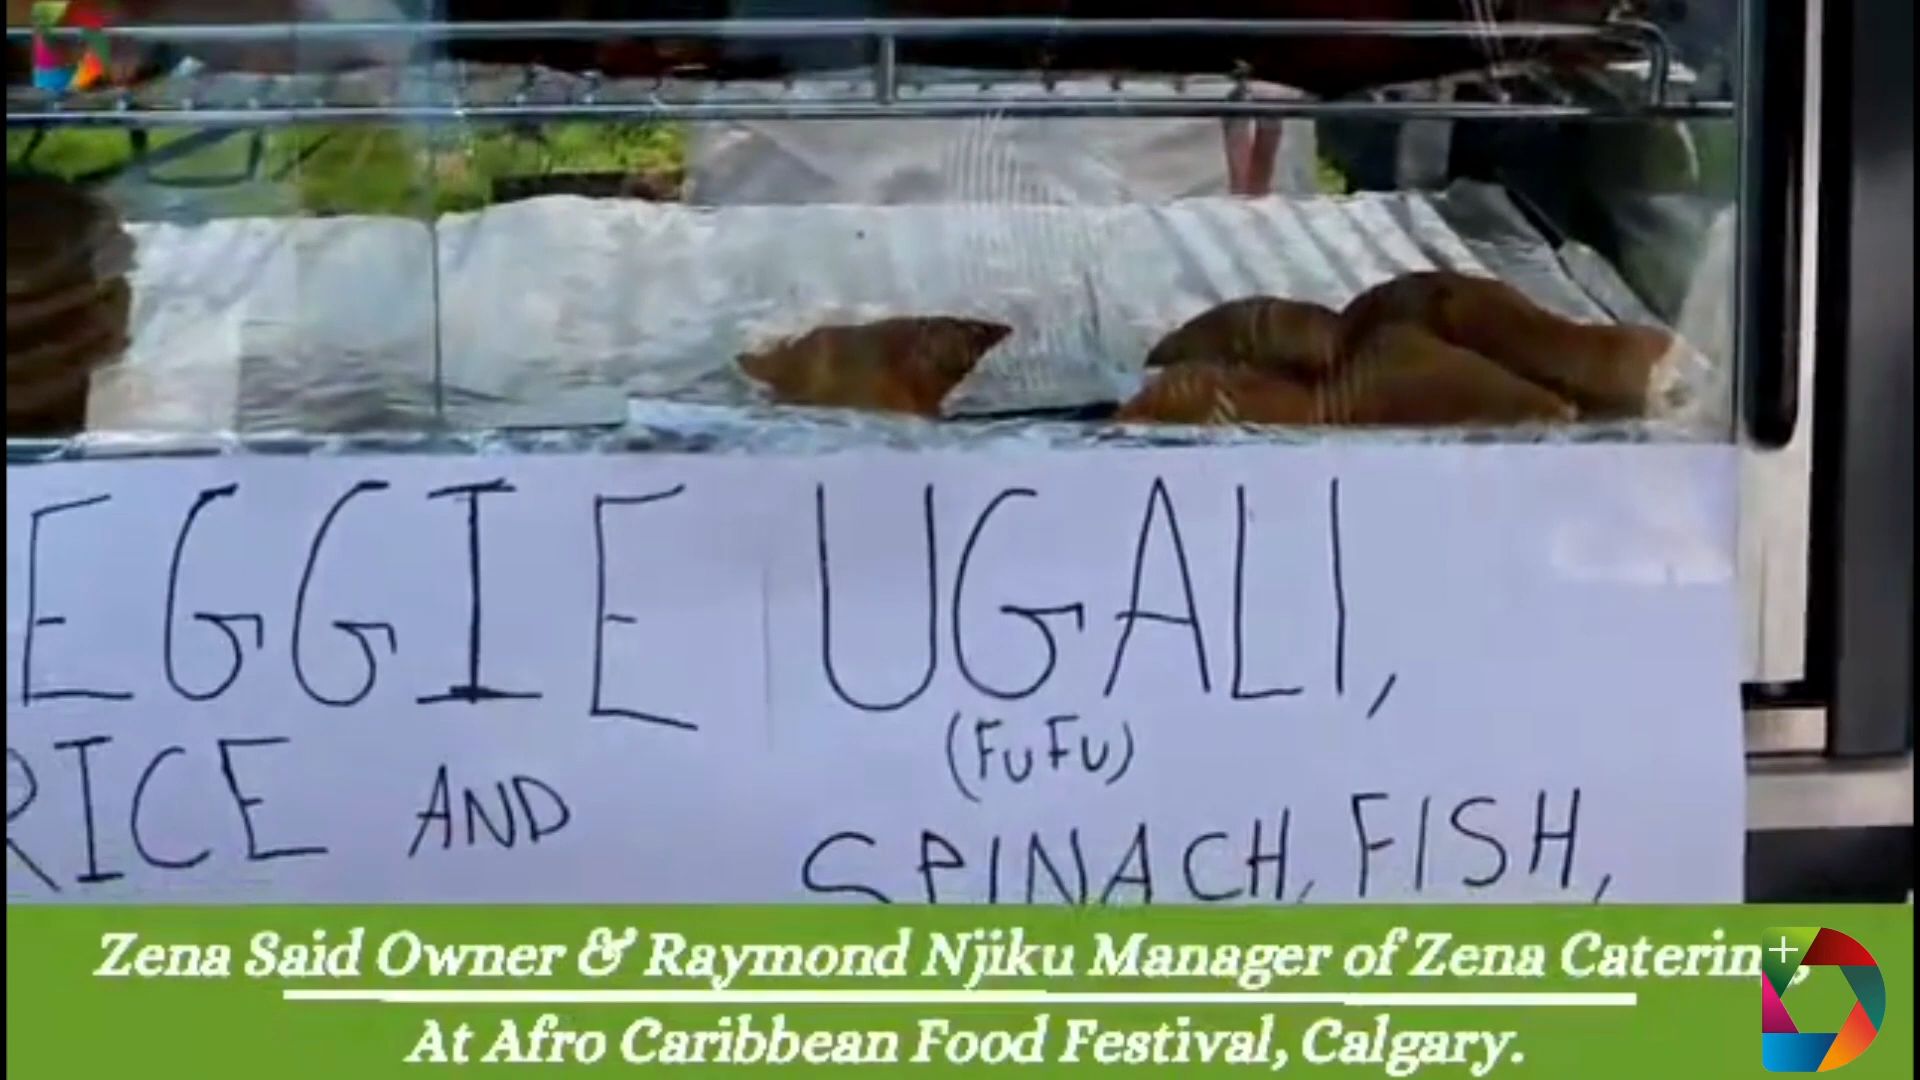 EGGIE UGALI,
(FUFU)
RICE AND
SPINACH, FISH,
Zena Said Owner & Raymond Njiku Manager of Zena Catering,
At Afro Caribbean Food Festival, Calgary.